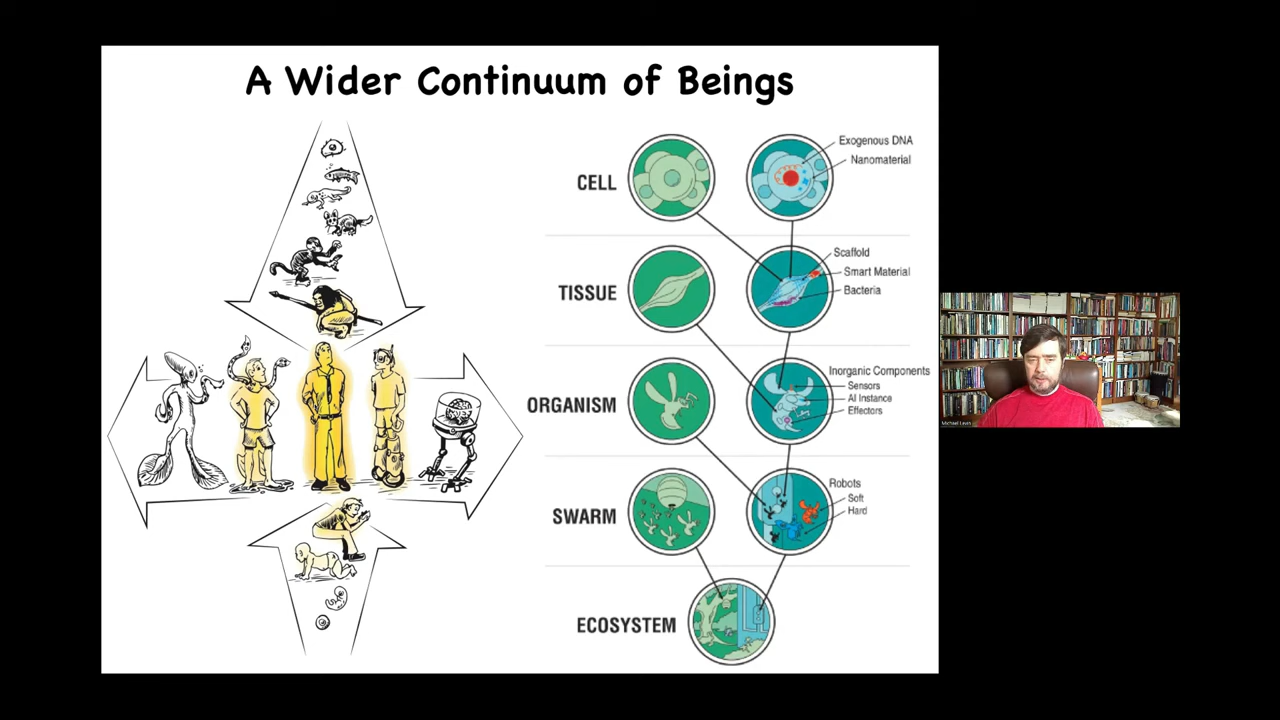 A Wider Continuum of Beings
CELL
Exogenous DNA
Nanomaterial
TISSUE
Scaffold
Smart Material
Bacteria
ORGANISM
Inorganic Components
Sensors
AI Instance
Effectors
SWARM
Robots
Soft
Hard
ECOSYSTEM
Michael Levin